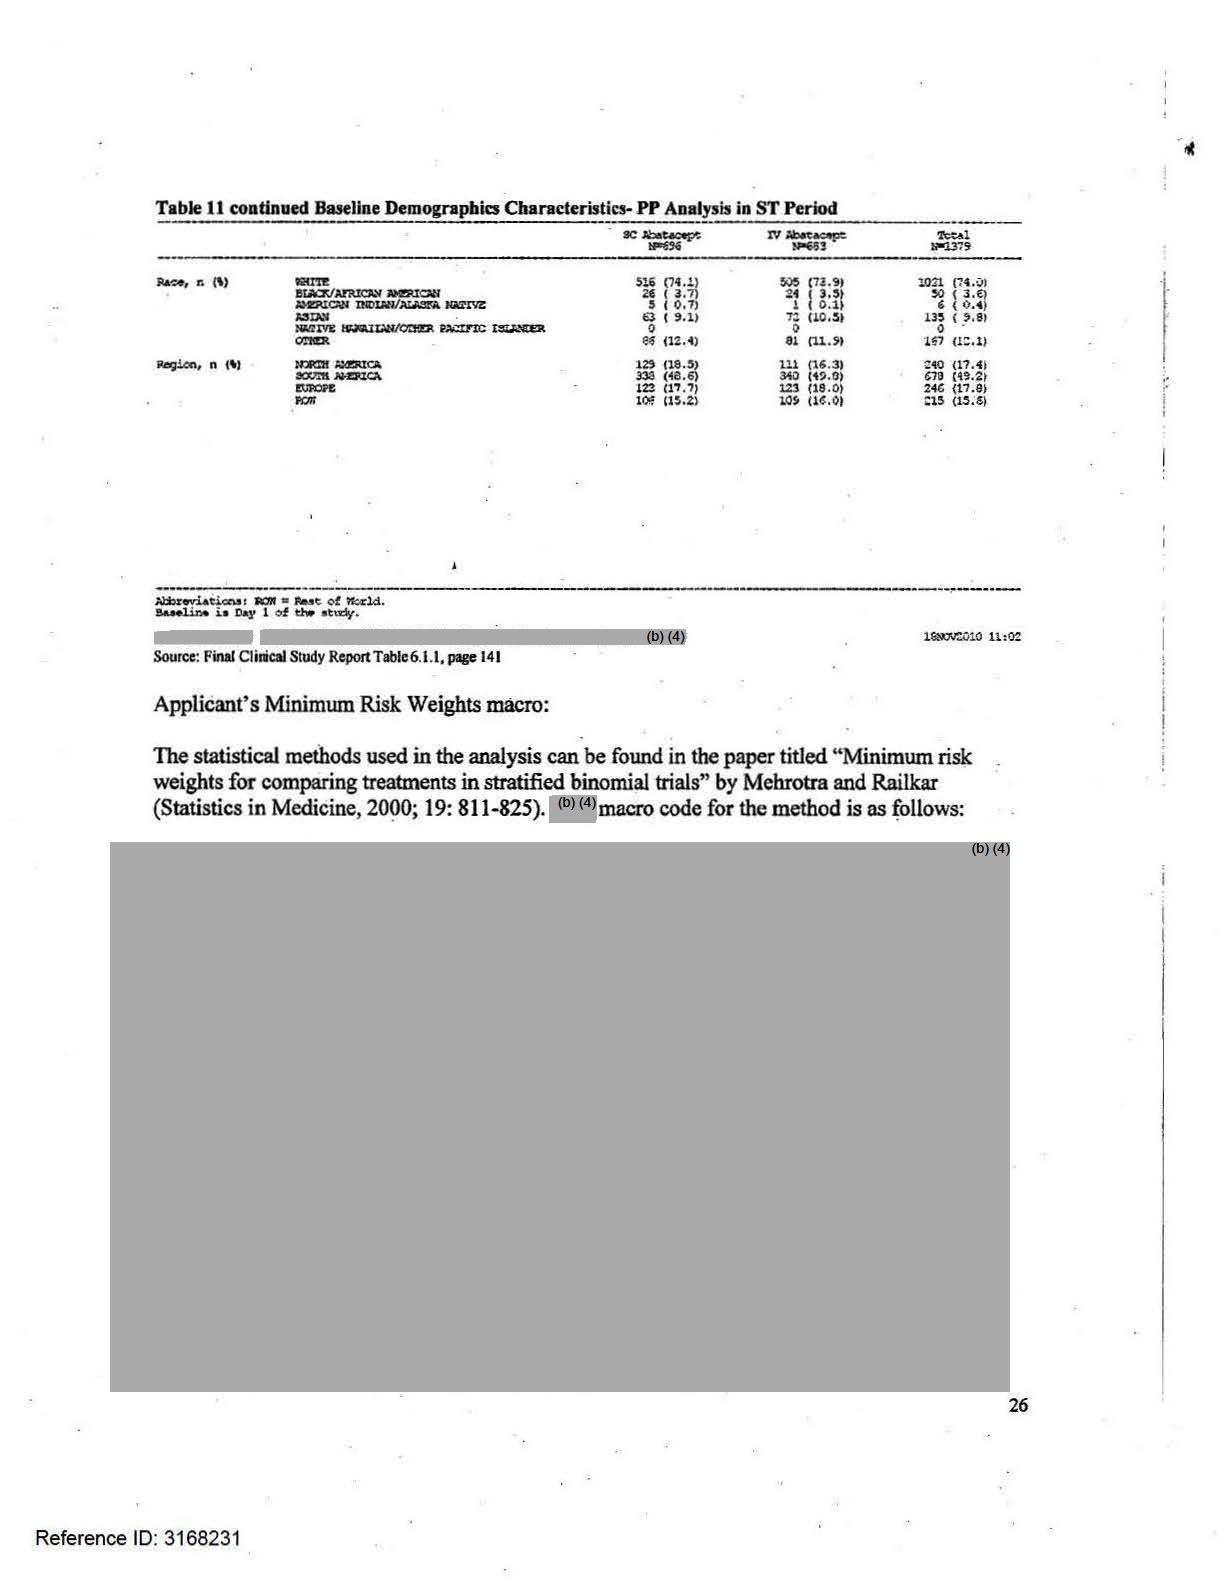 Table 11 continued Baseline Demographics Characteristics- PP Analysis in ST Period
SC Abatacept IV Abatacept Total
N=696 N=683 N=1379
Race, n (%) WHITE 516 (74.1) 505 (73.9) 1021 (74.0)
BLACK/AFRICAN AMERICAN 26 ( 3.7) 24 ( 3.5) 50 ( 3.6)
AMERICAN INDIAN/ALASKA NATIVE 5 ( 0.7) 1 ( 0.1) 6 ( 0.4)
ASIAN 63 ( 9.1) 72 (10.5) 135 ( 9.8)
NATIVE HAWAIIAN/OTHER PACIFIC ISLANDER 0 0 0
OTHER 86 (12.4) 81 (11.9) 167 (12.1)
Region, n (%) NORTH AMERICA 129 (18.5) 111 (16.3) 240 (17.4)
SOUTH AMERICA 338 (48.6) 340 (49.8) 678 (49.2)
EUROPE 123 (17.7) 123 (18.0) 246 (17.8)
ROW 106 (15.2) 109 (16.0) 215 (15.6)
Abbreviations: ROW = Rest of World.
Baseline is Day 1 of the study.
(b) (4) 18NOV2010 11:02
Source: Final Clinical Study Report Table 6.1.1, page 141
Applicant's Minimum Risk Weights macro:
The statistical methods used in the analysis can be found in the paper titled “Minimum risk
weights for comparing treatments in stratified binomial trials” by Mehrotra and Railkar
(Statistics in Medicine, 2000; 19: 811-825). (b) (4) macro code for the method is as follows:
(b) (4)
26
Reference ID: 3168231